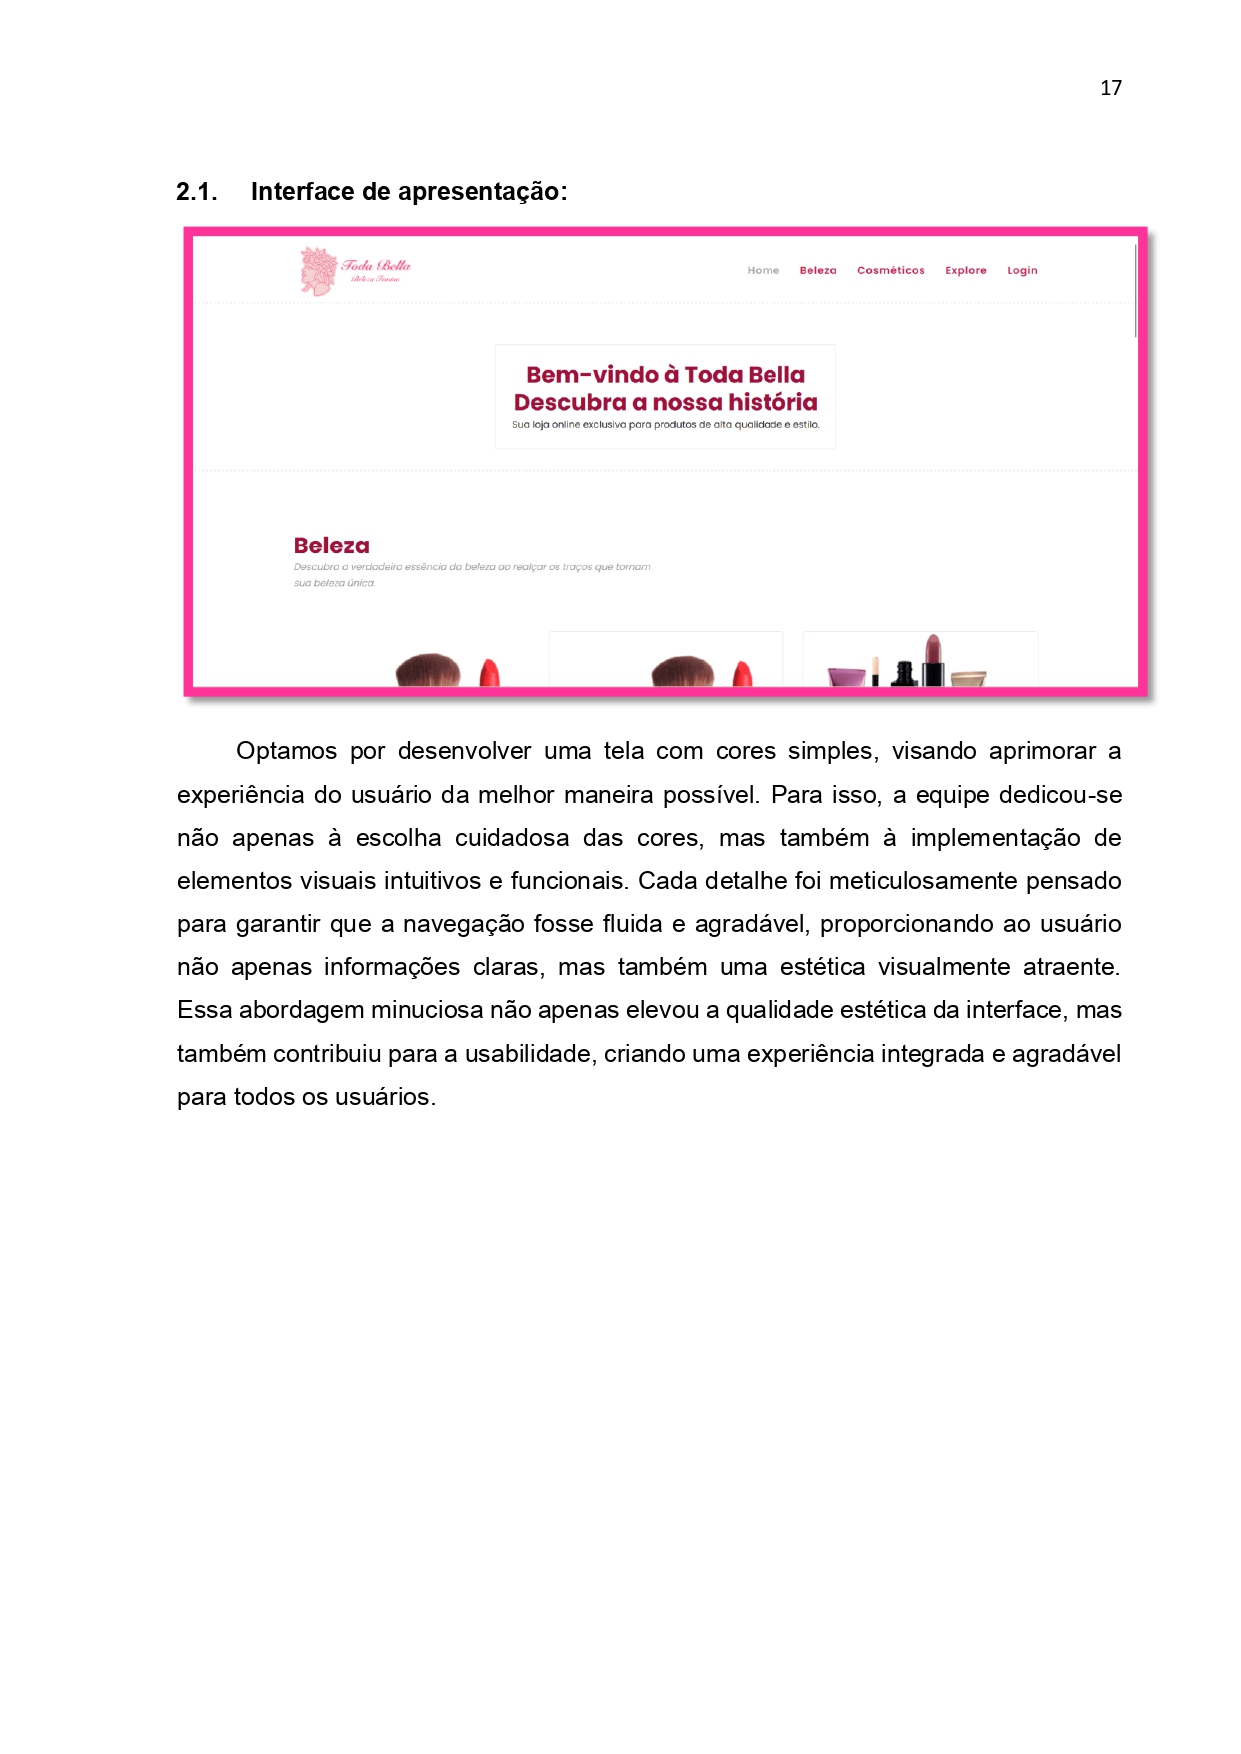 17
2.1. Interface de apresentação:
Toda Bella
Beleza Femine
Home Beleza Cosméticos Explore Login
Bem-vindo à Toda Bella
Descubra a nossa história
Sua loja online exclusiva para produtos de alta qualidade e estilo.
Beleza
Descubra a verdadeira essência da beleza ao realçar os traços que tornam
sua beleza única.
Optamos por desenvolver uma tela com cores simples, visando aprimorar a
experiência do usuário da melhor maneira possível. Para isso, a equipe dedicou-se
não apenas à escolha cuidadosa das cores, mas também à implementação de
elementos visuais intuitivos e funcionais. Cada detalhe foi meticulosamente pensado
para garantir que a navegação fosse fluida e agradável, proporcionando ao usuário
não apenas informações claras, mas também uma estética visualmente atraente.
Essa abordagem minuciosa não apenas elevou a qualidade estética da interface, mas
também contribuiu para a usabilidade, criando uma experiência integrada e agradável
para todos os usuários.